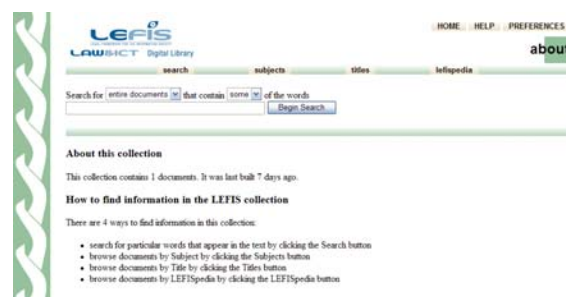 HOME HELP PREFERENCES
LEFIS
LAW&ICT Digital Library
about
search subjects titles lefispedia
Search for entire documents that contain some of the words
Begin Search
About this collection
This collection contains 1 documents. It was last built 7 days ago.
How to find information in the LEFIS collection
There are 4 ways to find information in this collection:
• search for particular words that appear in the text by clicking the Search button
• browse documents by Subject by clicking the Subjects button
• browse documents by Title by clicking the Titles button
• browse documents by LEFISpedia by clicking the LEFISpedia button